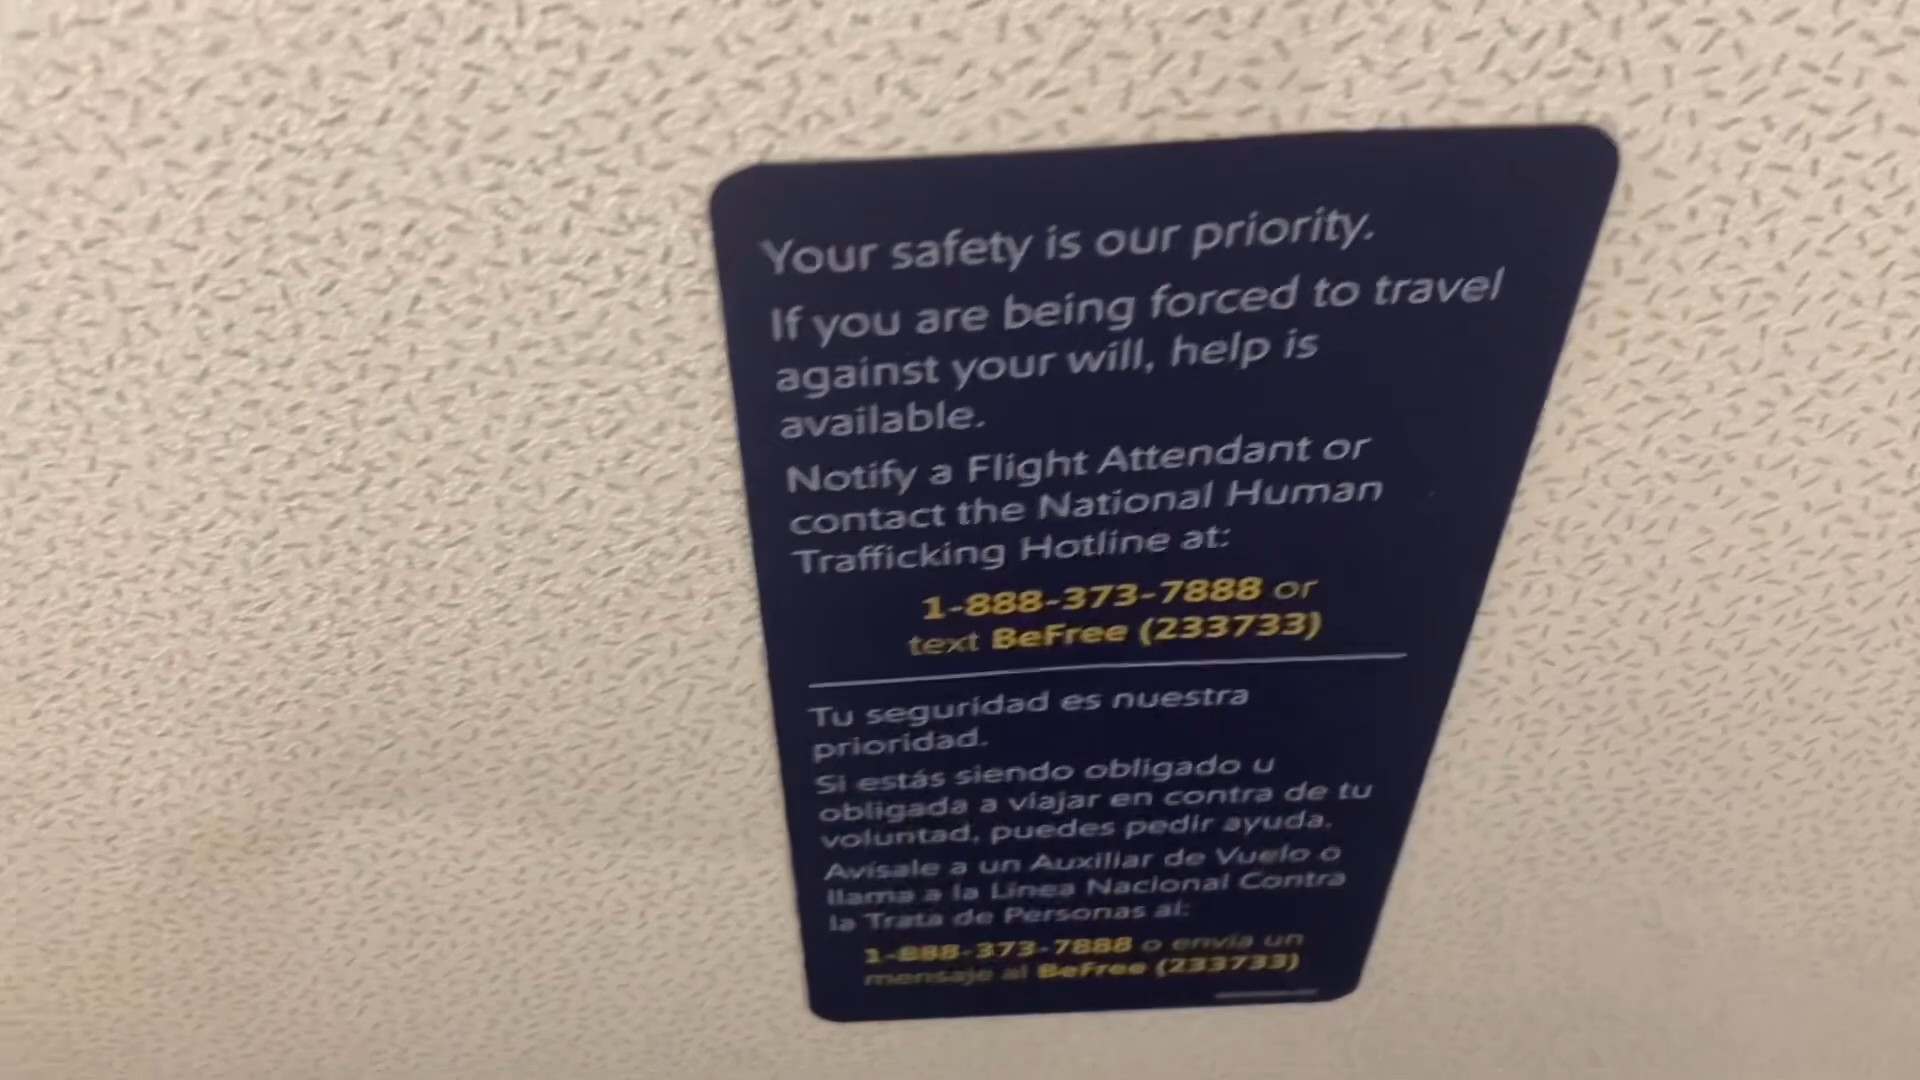 Your safety is our priority.
If you are being forced to travel
against your will, help is
available.
Notify a Flight Attendant or
contact the National Human
Trafficking Hotline at:
1-888-373-7888 or
text BeFree (233733)
Tu seguridad es nuestra
prioridad.
Si estás siendo obligado u
obligada a viajar en contra de tu
voluntad, puedes pedir ayuda.
Avísale a un Auxiliar de Vuelo o
llama a la Línea Nacional Contra
la Trata de Personas al:
1-888-373-7888 o envía un
mensaje al BeFree (233733)